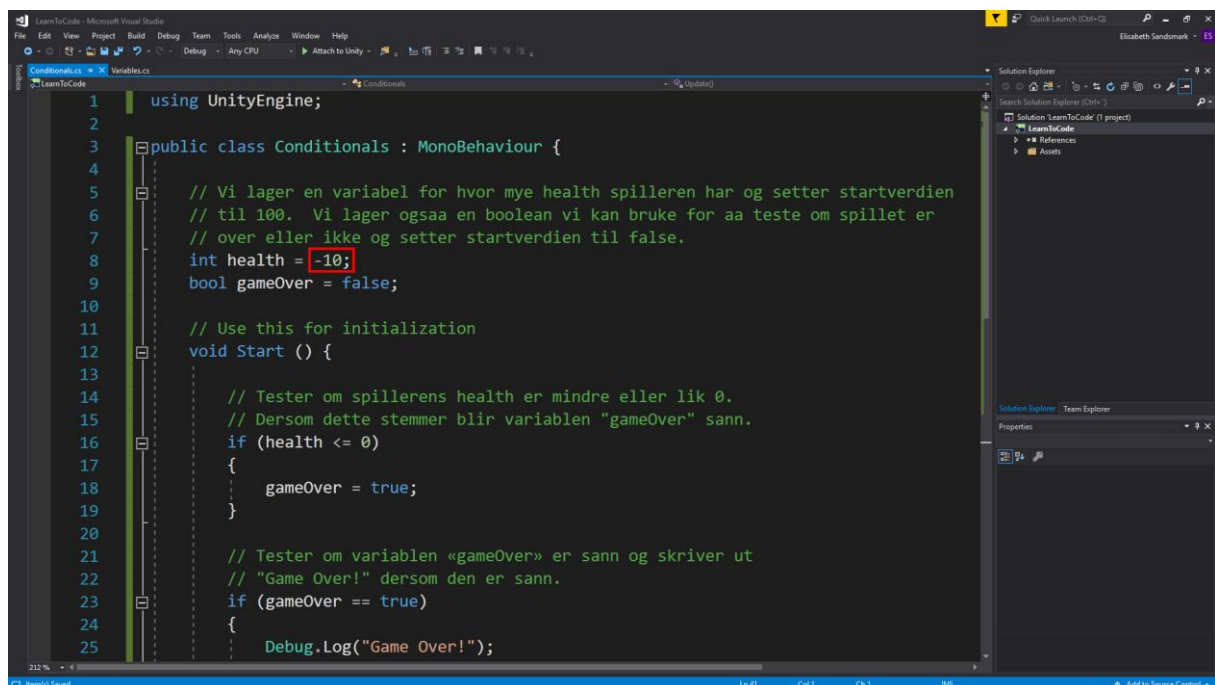 LearnToCode - Microsoft Visual Studio
Quick Launch (Ctrl+Q)
File Edit View Project Build Debug Team Tools Analyze Window Help
Elisabeth Sandsmark
ES
Debug
Any CPU
Attach to Unity
Toolbox
Conditionals.cs
Variables.cs
LearnToCode
Conditionals
Update()
1 using UnityEngine;
2
3 public class Conditionals : MonoBehaviour {
4
5 // Vi lager en variabel for hvor mye health spilleren har og setter startverdien
6 // til 100. Vi lager ogsaa en boolean vi kan bruke for aa teste om spillet er
7 // over eller ikke og setter startverdien til false.
8 int health = -10;
9 bool gameOver = false;
10
11 // Use this for initialization
12 void Start () {
13
14 // Tester om spillerens health er mindre eller lik 0.
15 // Dersom dette stemmer blir variablen "gameOver" sann.
16 if (health <= 0)
17 {
18 gameOver = true;
19 }
20
21 // Tester om variablen «gameOver» er sann og skriver ut
22 // "Game Over!" dersom den er sann.
23 if (gameOver == true)
24 {
25 Debug.Log("Game Over!");
212 %
Solution Explorer
Search Solution Explorer (Ctrl+¨)
Solution 'LearnToCode' (1 project)
LearnToCode
References
Assets
Solution Explorer Team Explorer
Properties
Item(s) Saved
Ln 41 Col 1 Ch 1 INS
Add to Source Control